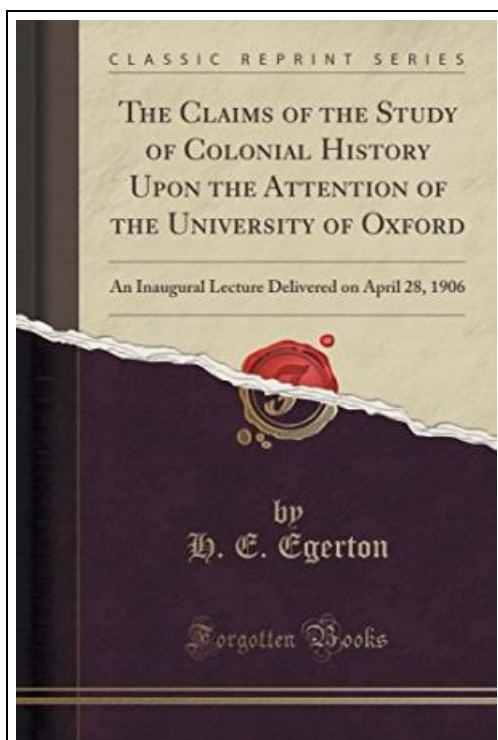 CLASSIC REPRINT SERIES
THE CLAIMS OF THE STUDY
OF COLONIAL HISTORY
UPON THE ATTENTION OF
THE UNIVERSITY OF OXFORD
An Inaugural Lecture Delivered on April 28, 1906
by
H. E. Egerton
Forgotten Books